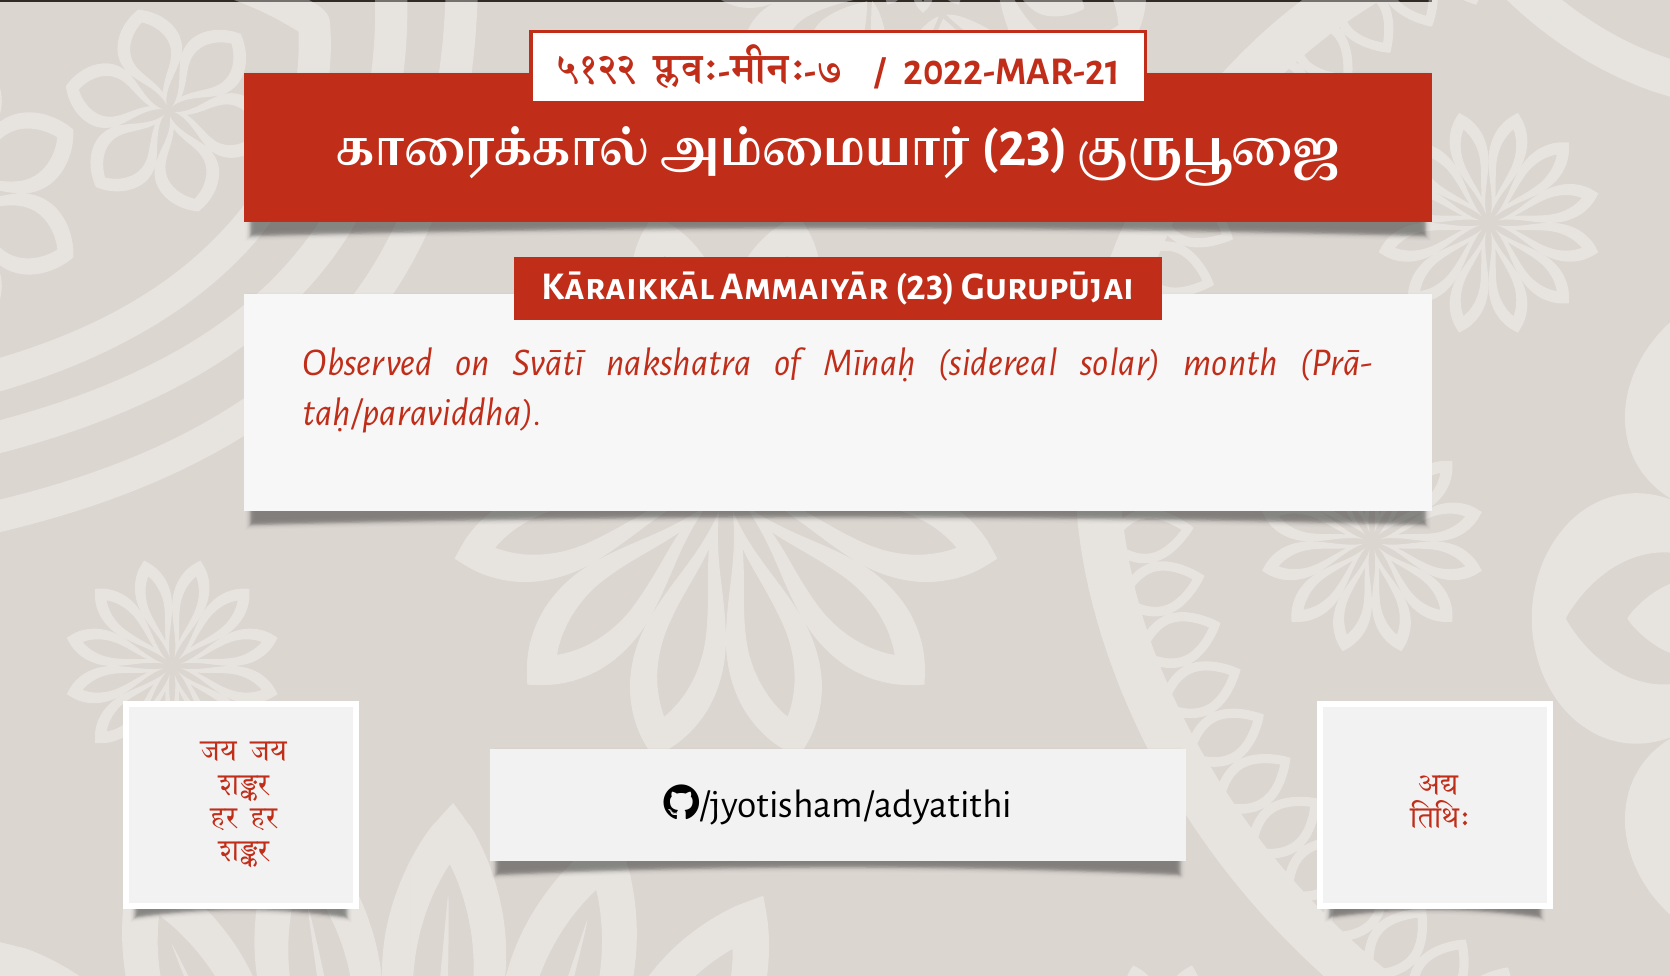 ५१२२ प्लवः-मीनः-७ / 2022-MAR-21
காரைக்கால் அம்மையார் (23) குருபூஜை
Kāraikkāl Ammaiyār (23) Gurupūjai
Observed on Svātī nakshatra of Mīnaḥ (sidereal solar) month (Prā-
taḥ/paraviddha).
जय जय
शङ्कर
हर हर
शङ्कर
/jyotisham/adyatithi
अद्य
तिथिः